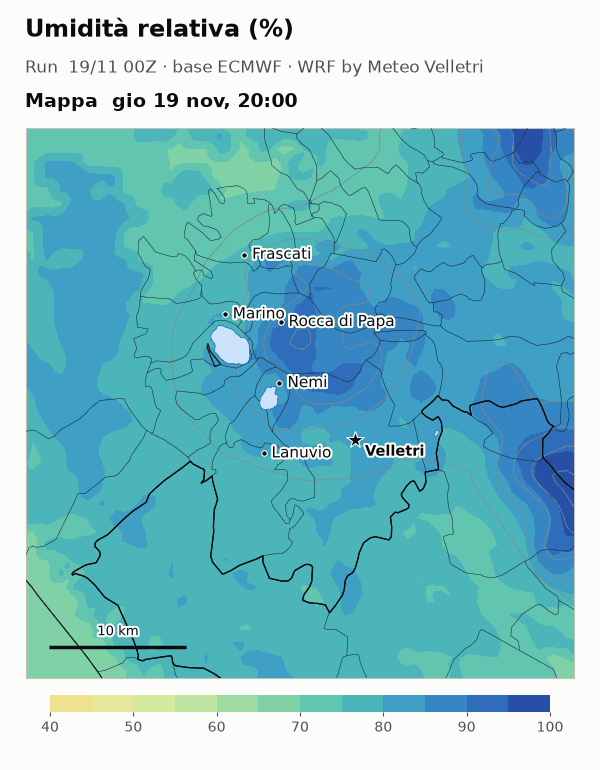 Umidità relativa (%)
Run 19/11 00Z · base ECMWF · WRF by Meteo Velletri
Mappa gio 19 nov, 20:00
Frascati
Marino
Rocca di Papa
Nemi
Velletri
Lanuvio
10 km
40 50 60 70 80 90 100